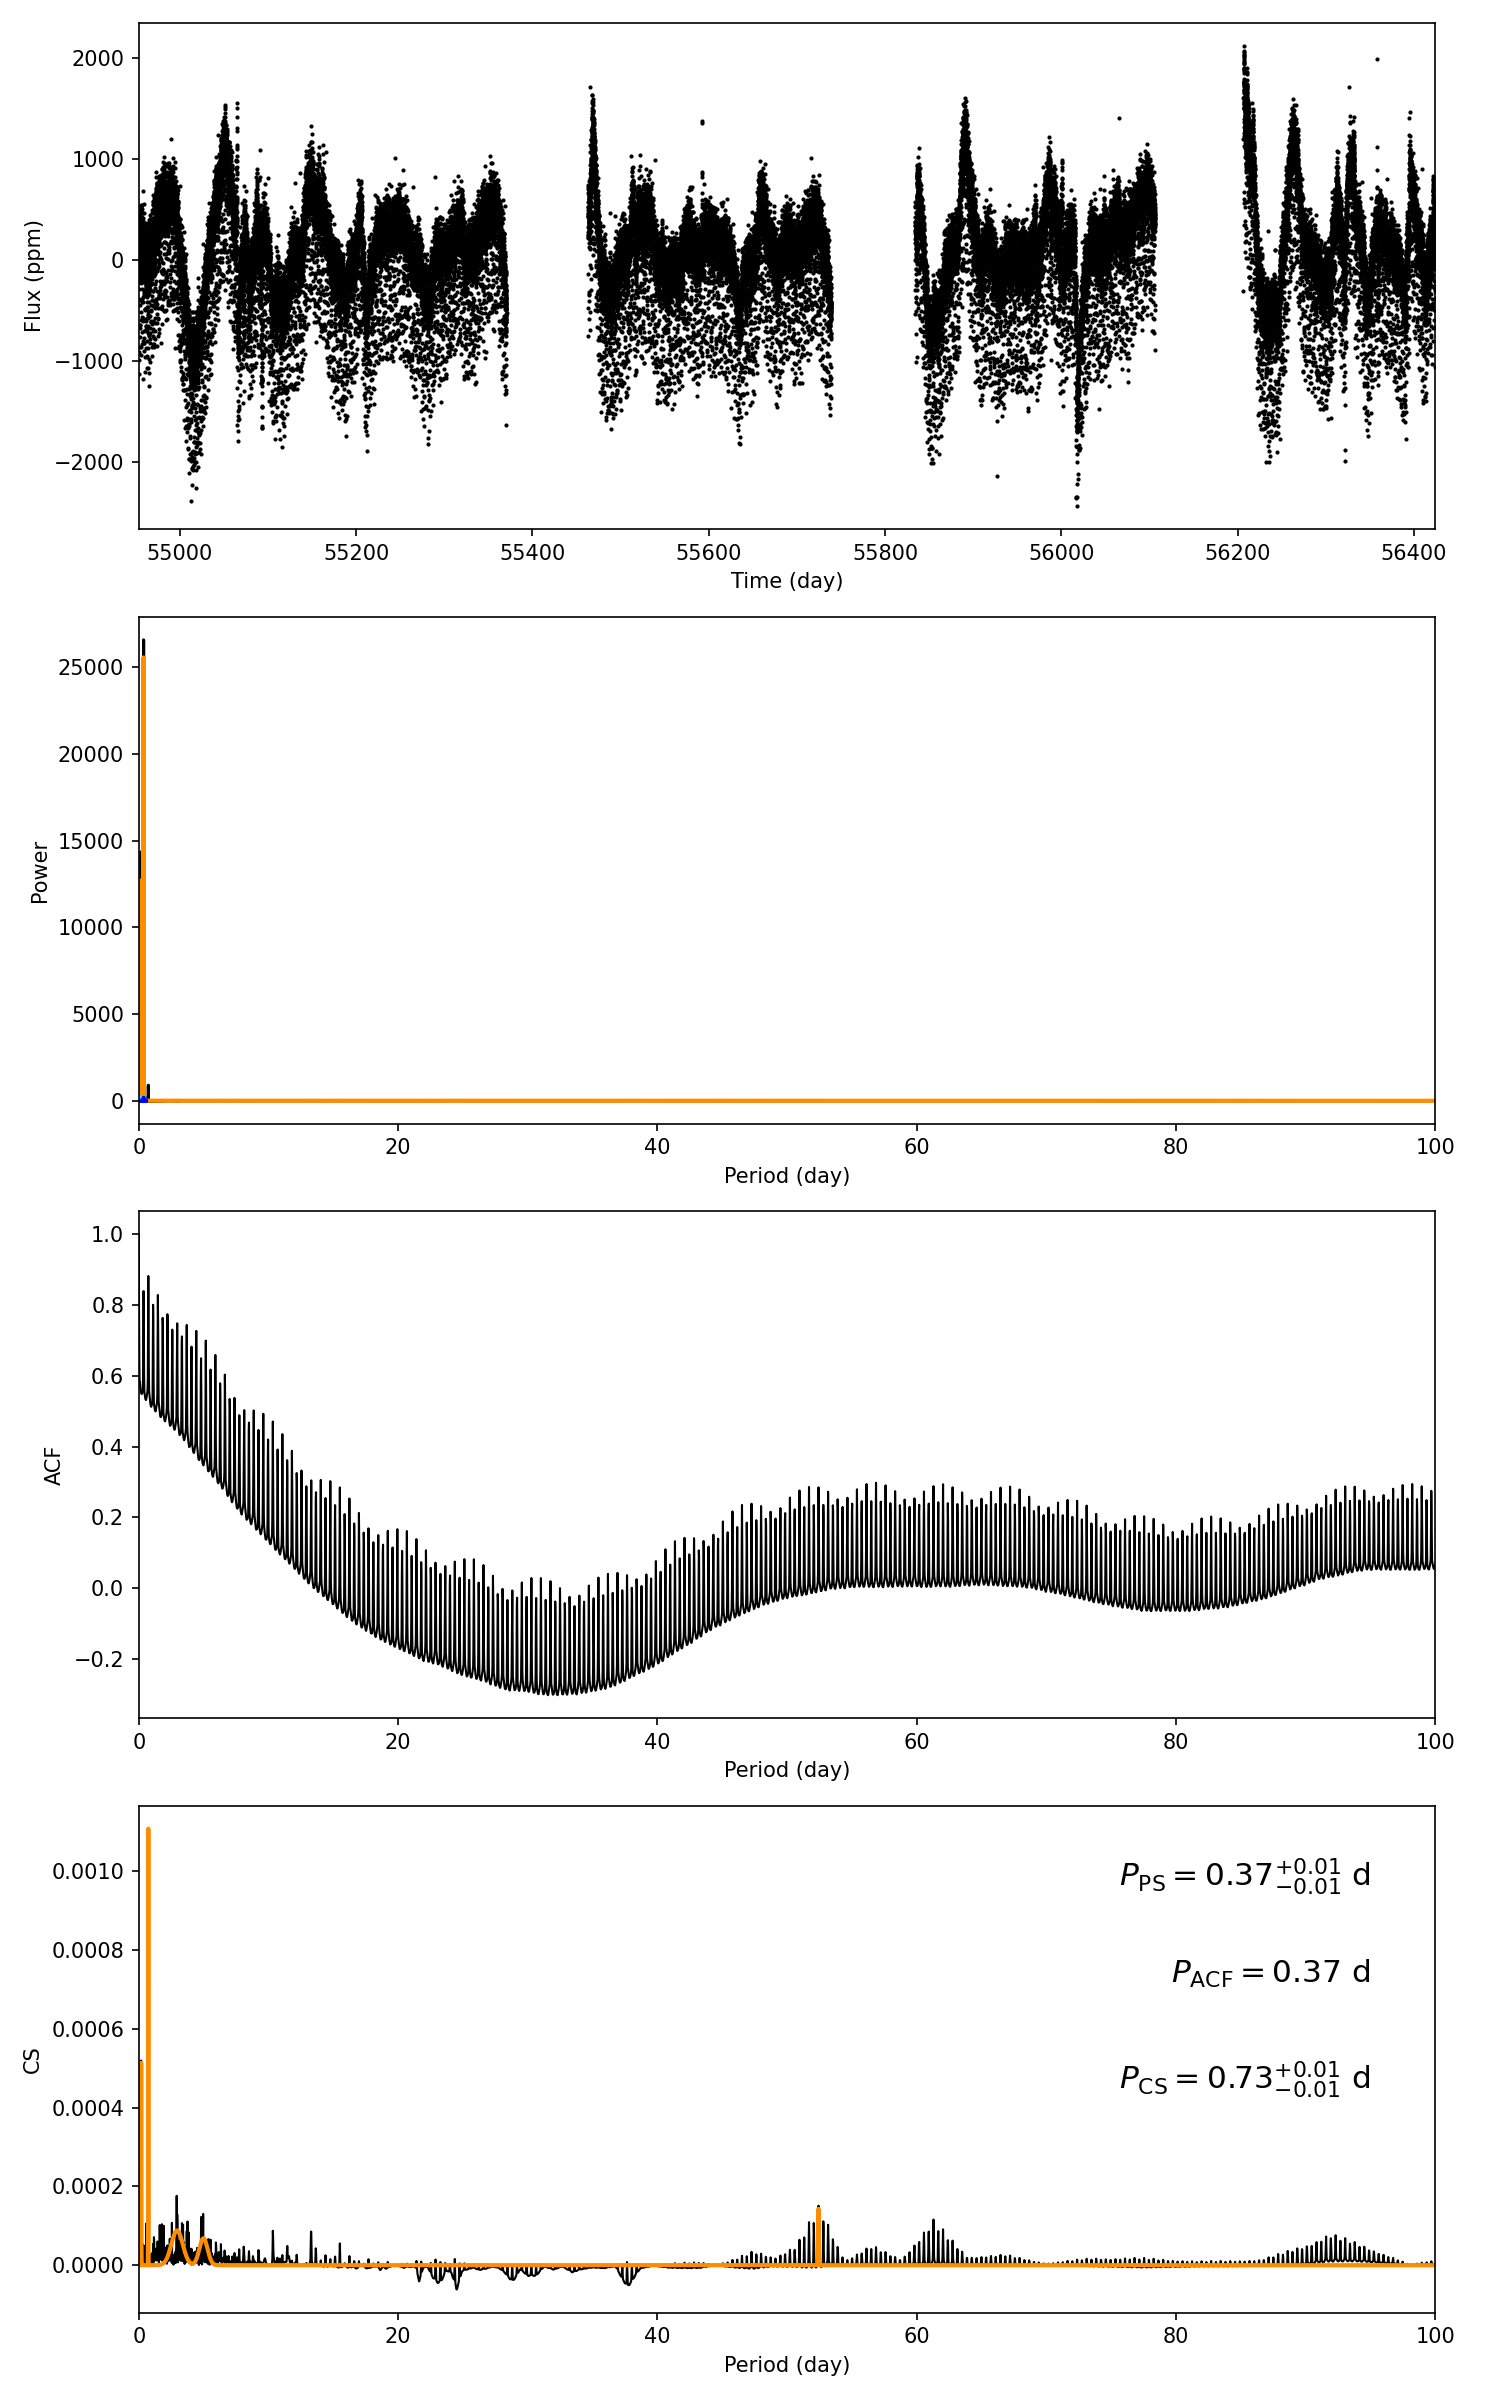 2000
1000
0
−1000
−2000
Flux (ppm)
55000 55200 55400 55600 55800 56000 56200 56400
Time (day)
25000
20000
15000
10000
5000
0
Power
0 20 40 60 80 100
Period (day)
1.0
0.8
0.6
0.4
0.2
0.0
−0.2
ACF
0 20 40 60 80 100
Period (day)
0.0010
0.0008
0.0006
0.0004
0.0002
0.0000
CS
P_PS = 0.37^{+0.01}_{−0.01} d
P_ACF = 0.37 d
P_CS = 0.73^{+0.01}_{−0.01} d
0 20 40 60 80 100
Period (day)